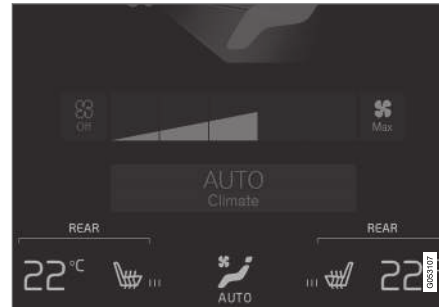 Off
Max
AUTO
Climate
REAR REAR
22 °C 22
AUTO
G053107